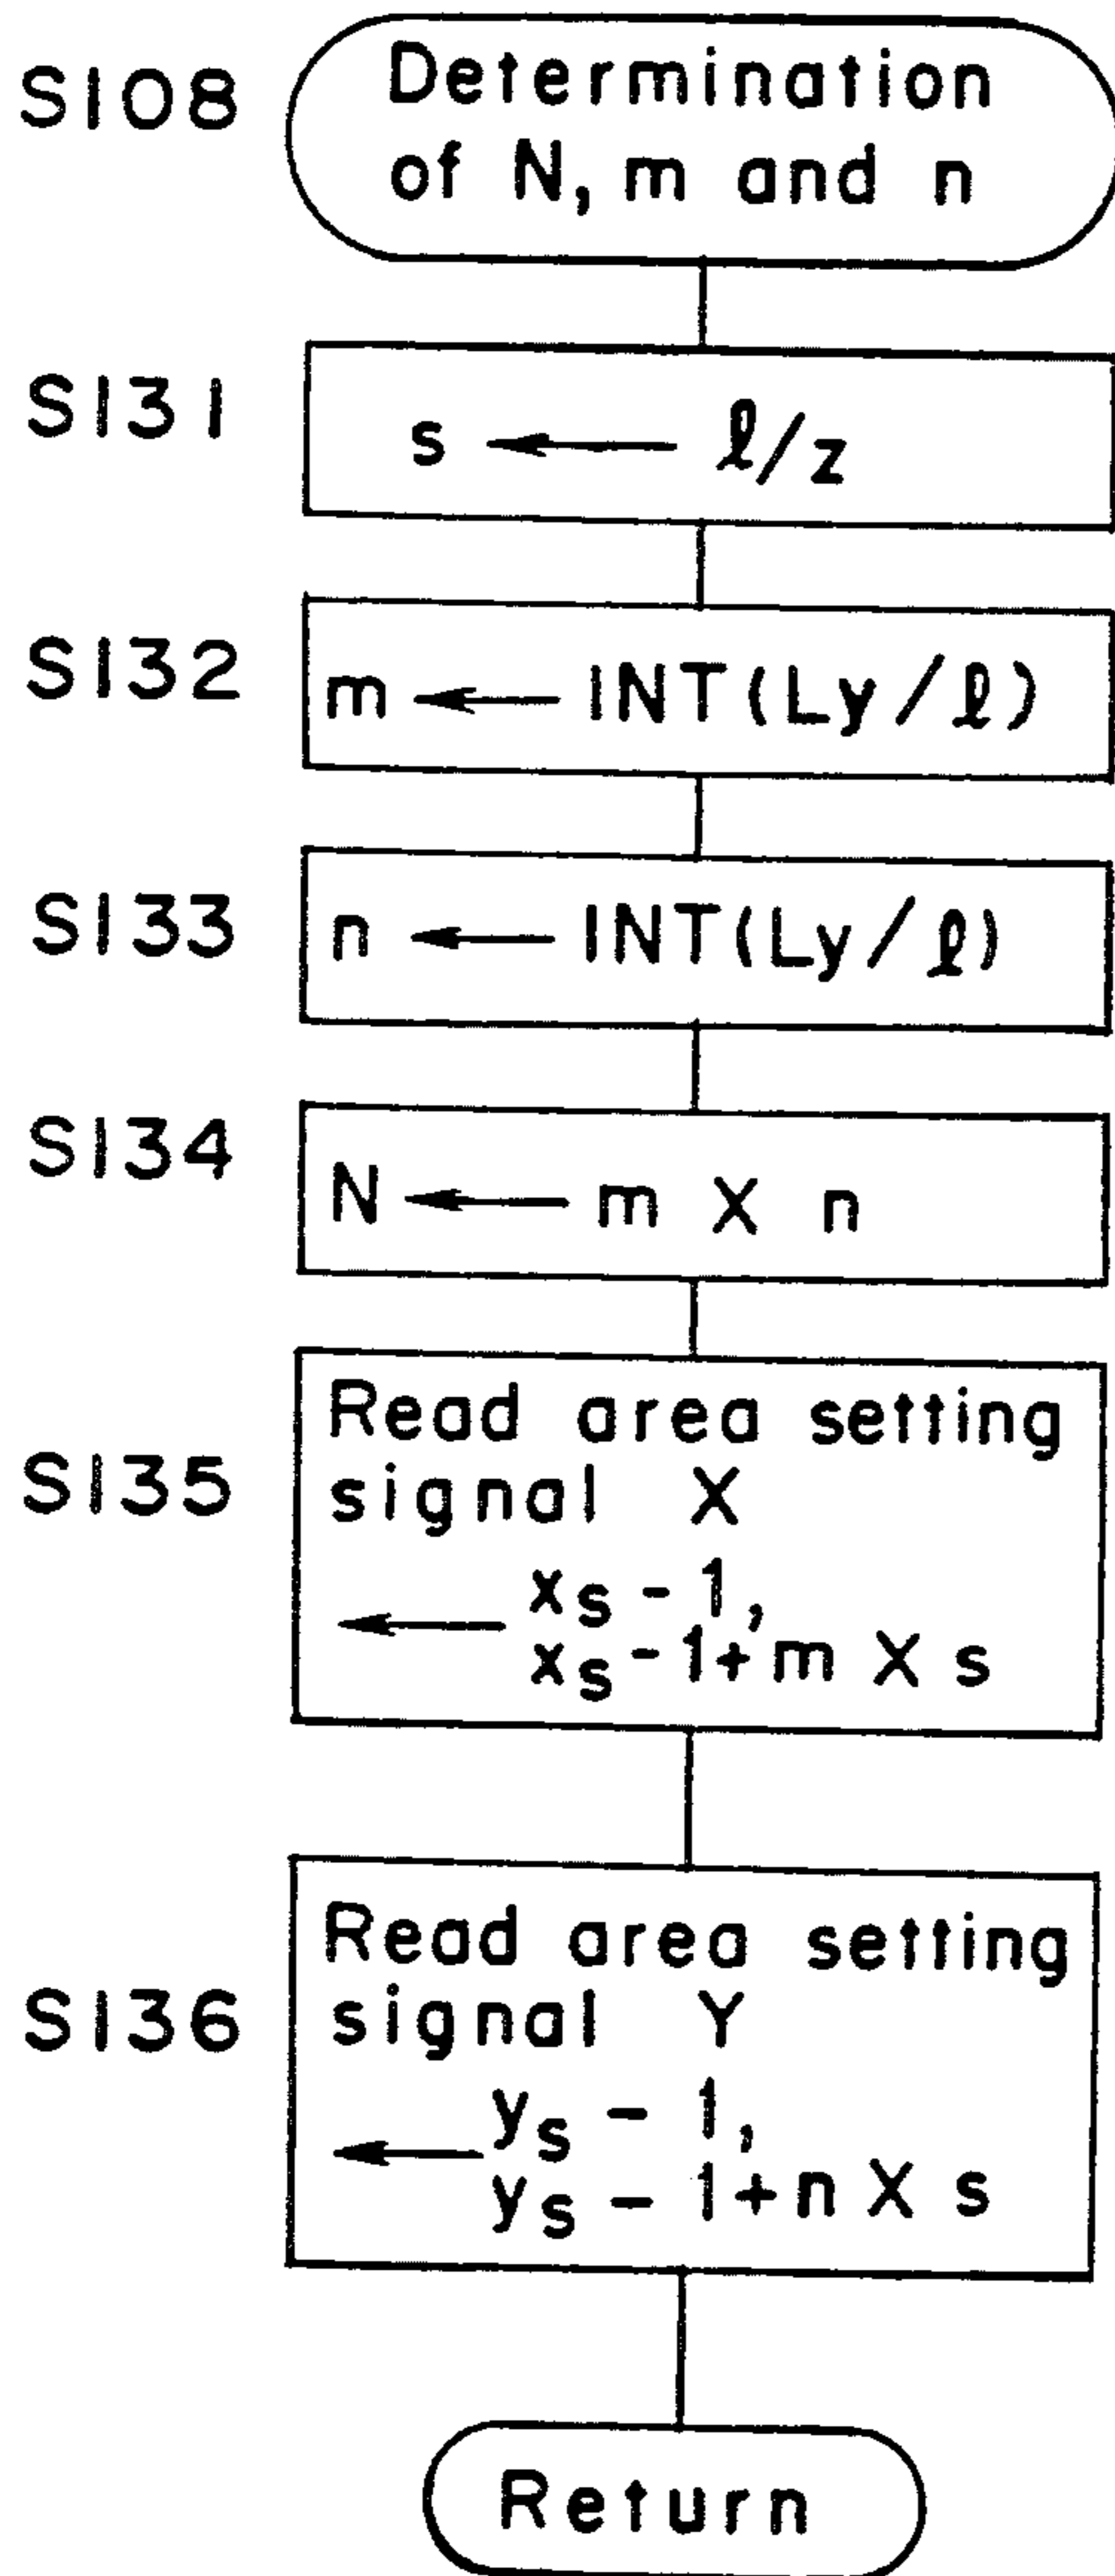 S108
Determination
of N, m and n
S131
s ← ℓ/z
S132
m ← INT(Ly/ℓ)
S133
n ← INT(Ly/ℓ)
S134
N ← m X n
S135
Read area setting
signal X
← xs - 1,
xs - 1 + m X s
S136
Read area setting
signal Y
← ys - 1,
ys - 1 + n X s
Return